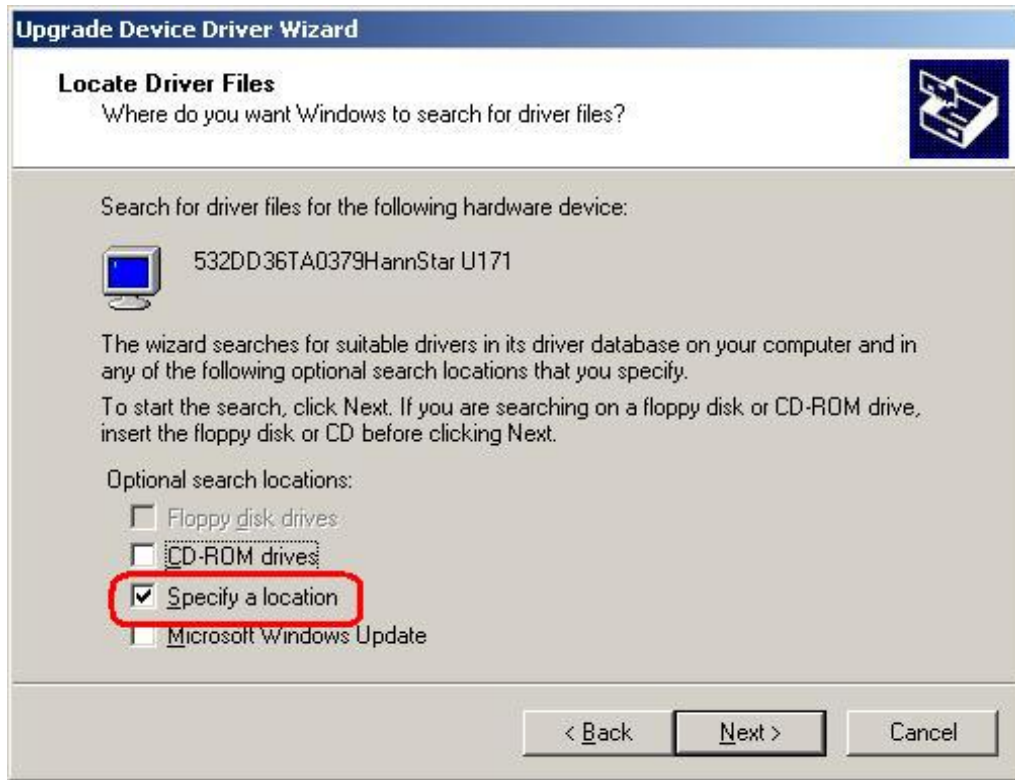 Upgrade Device Driver Wizard
Locate Driver Files
Where do you want Windows to search for driver files?
Search for driver files for the following hardware device:
532DD36TA0379HannStar U171
The wizard searches for suitable drivers in its driver database on your computer and in
any of the following optional search locations that you specify.
To start the search, click Next. If you are searching on a floppy disk or CD-ROM drive,
insert the floppy disk or CD before clicking Next.
Optional search locations:
Floppy disk drives
CD-ROM drives
Specify a location
Microsoft Windows Update
< Back
Next >
Cancel